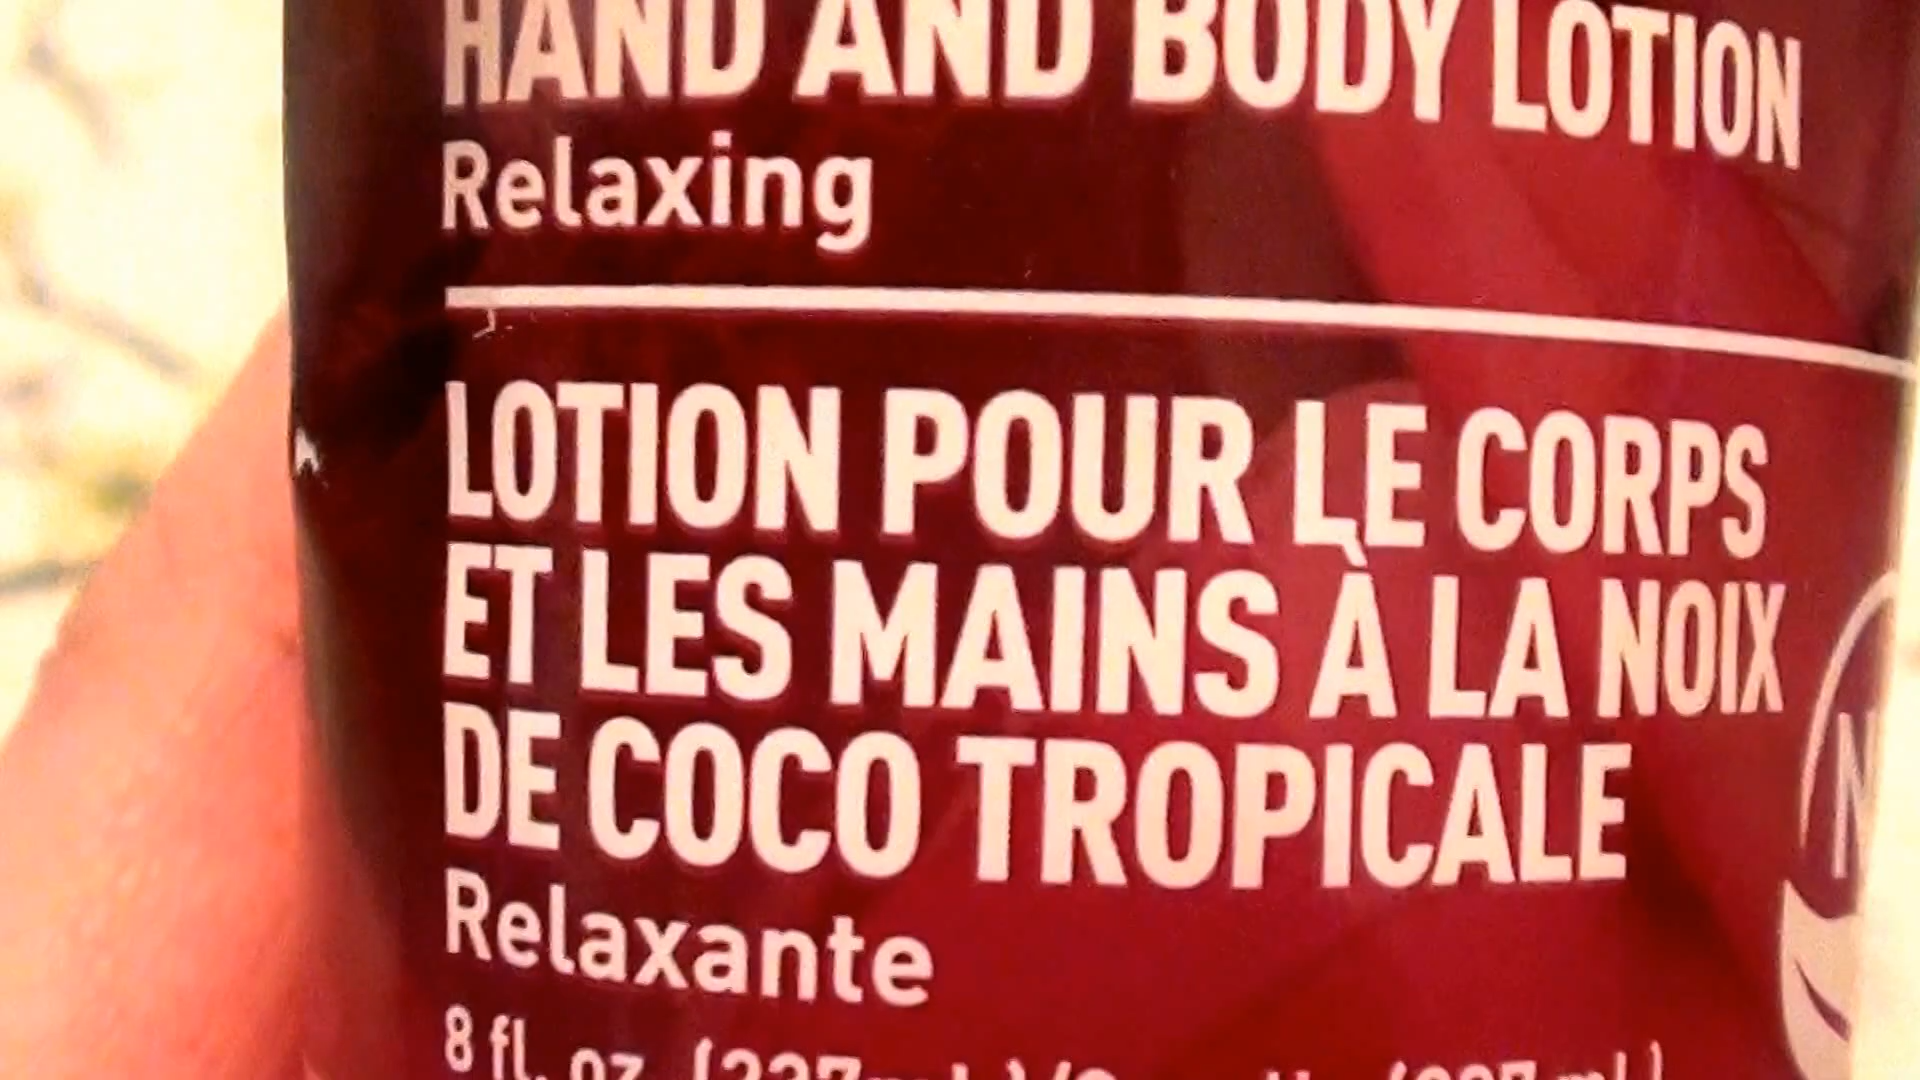 HAND AND BODY LOTION
Relaxing
LOTION POUR LE CORPS
ET LES MAINS À LA NOIX
DE COCO TROPICALE
Relaxante
8 fl. oz.
N